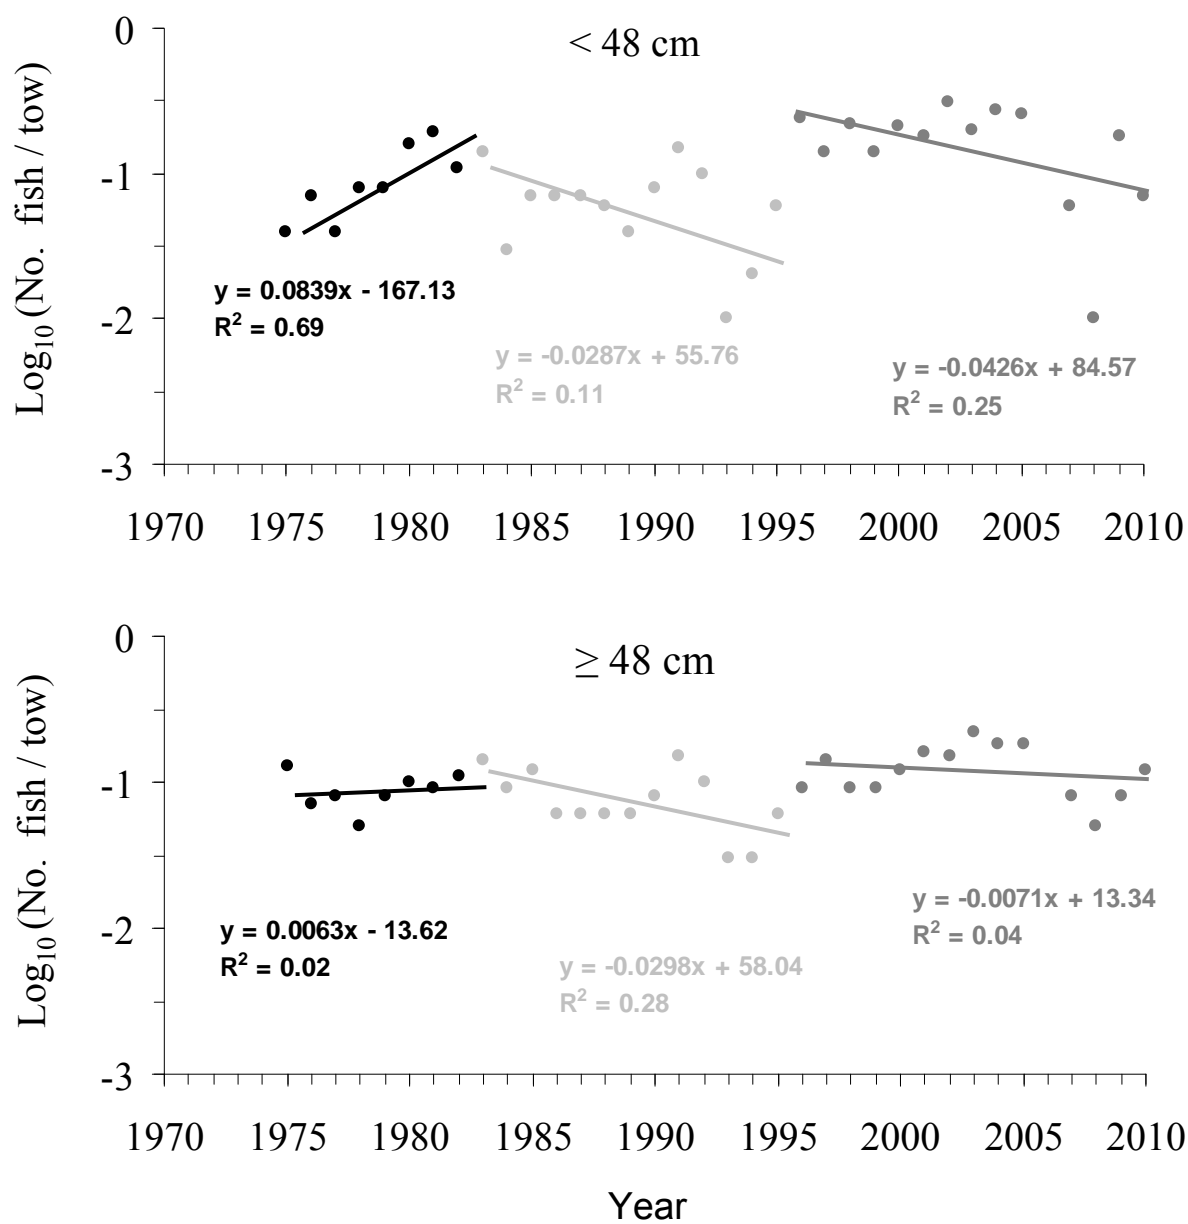 < 48 cm
Log10 (No. fish / tow)
0
-1
-2
-3
y = 0.0839x - 167.13
R2 = 0.69
y = -0.0287x + 55.76
R2 = 0.11
y = -0.0426x + 84.57
R2 = 0.25
1970 1975 1980 1985 1990 1995 2000 2005 2010
≥ 48 cm
Log10 (No. fish / tow)
0
-1
-2
-3
y = 0.0063x - 13.62
R2 = 0.02
y = -0.0298x + 58.04
R2 = 0.28
y = -0.0071x + 13.34
R2 = 0.04
1970 1975 1980 1985 1990 1995 2000 2005 2010
Year